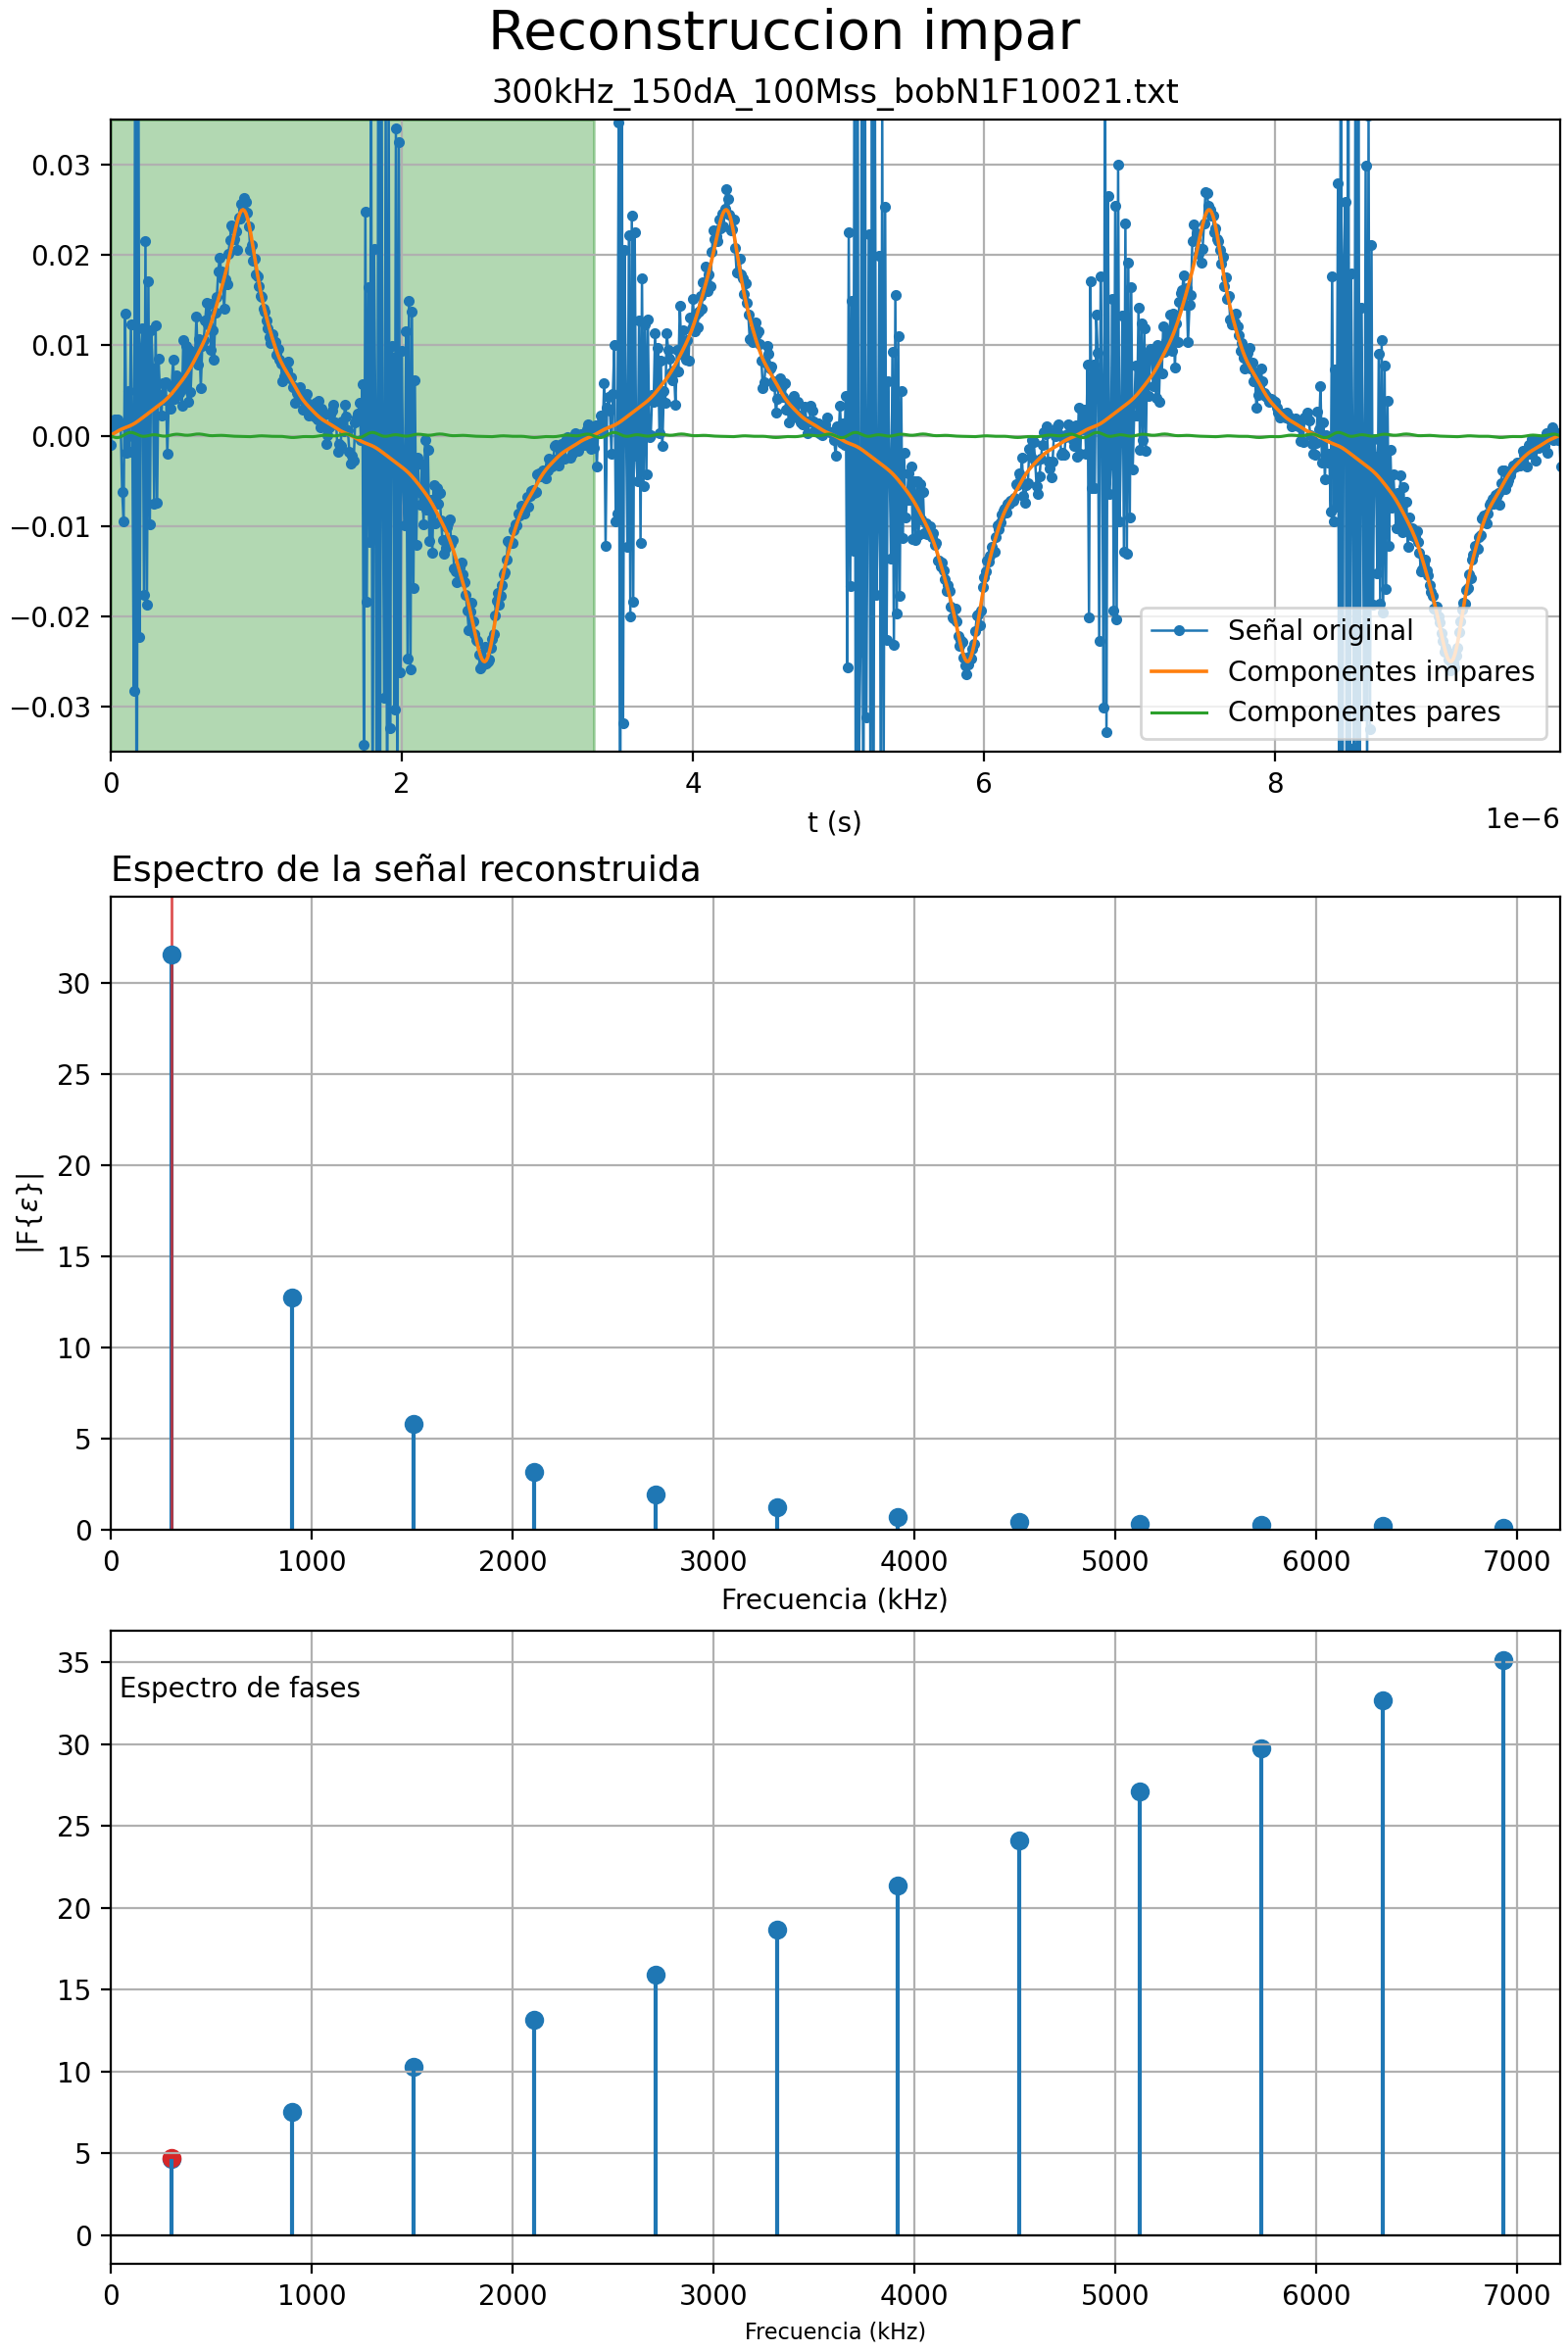 Reconstruccion impar
300kHz_150dA_100Mss_bobN1F10021.txt
0.03
0.02
0.01
0.00
−0.01
−0.02
−0.03
Señal original
Componentes impares
Componentes pares
0 2 4 6 8
1e−6
t (s)
Espectro de la señal reconstruida
30
25
20
15
10
5
0
|F{ε}|
0 1000 2000 3000 4000 5000 6000 7000
Frecuencia (kHz)
35
Espectro de fases
30
25
20
15
10
5
0
0 1000 2000 3000 4000 5000 6000 7000
Frecuencia (kHz)